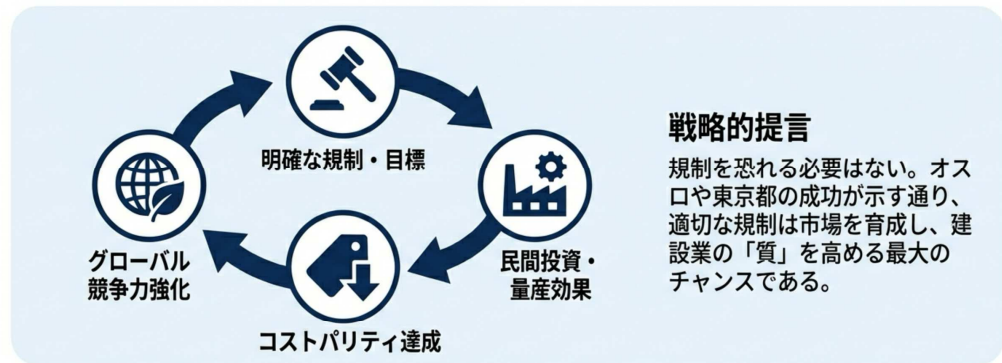 明確な規制・目標
民間投資・
量産効果
コストパリティ達成
グローバル
競争力強化
戦略的提言
規制を恐れる必要はない。オス
ロや東京都の成功が示す通り、
適切な規制は市場を育成し、建
設業の「質」を高める最大の
チャンスである。